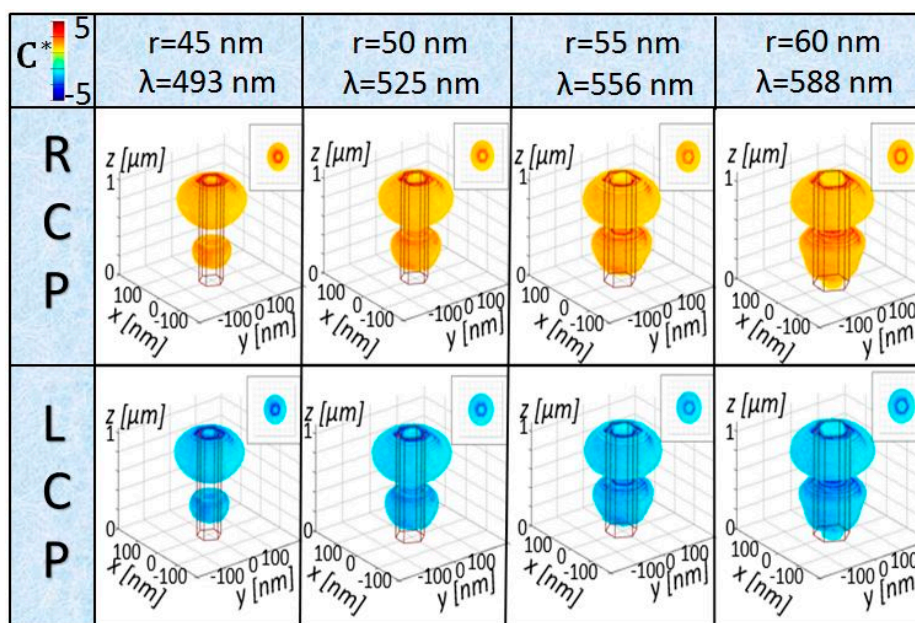 C*
5
-5
r=45 nm
λ=493 nm
r=50 nm
λ=525 nm
r=55 nm
λ=556 nm
r=60 nm
λ=588 nm
R
C
P
z [μm]
1
0
100
0
-100
x [nm]
-100
0
100
y [nm]
z [μm]
1
0
100
0
-100
x [nm]
-100
0
100
y [nm]
z [μm]
1
0
100
0
-100
x [nm]
-100
0
100
y [nm]
z [μm]
1
0
100
0
-100
x [nm]
-100
0
100
y [nm]
L
C
P
z [μm]
1
0
100
0
-100
x [nm]
-100
0
100
y [nm]
z [μm]
1
0
100
0
-100
x [nm]
-100
0
100
y [nm]
z [μm]
1
0
100
0
-100
x [nm]
-100
0
100
y [nm]
z [μm]
1
0
100
0
-100
x [nm]
-100
0
100
y [nm]